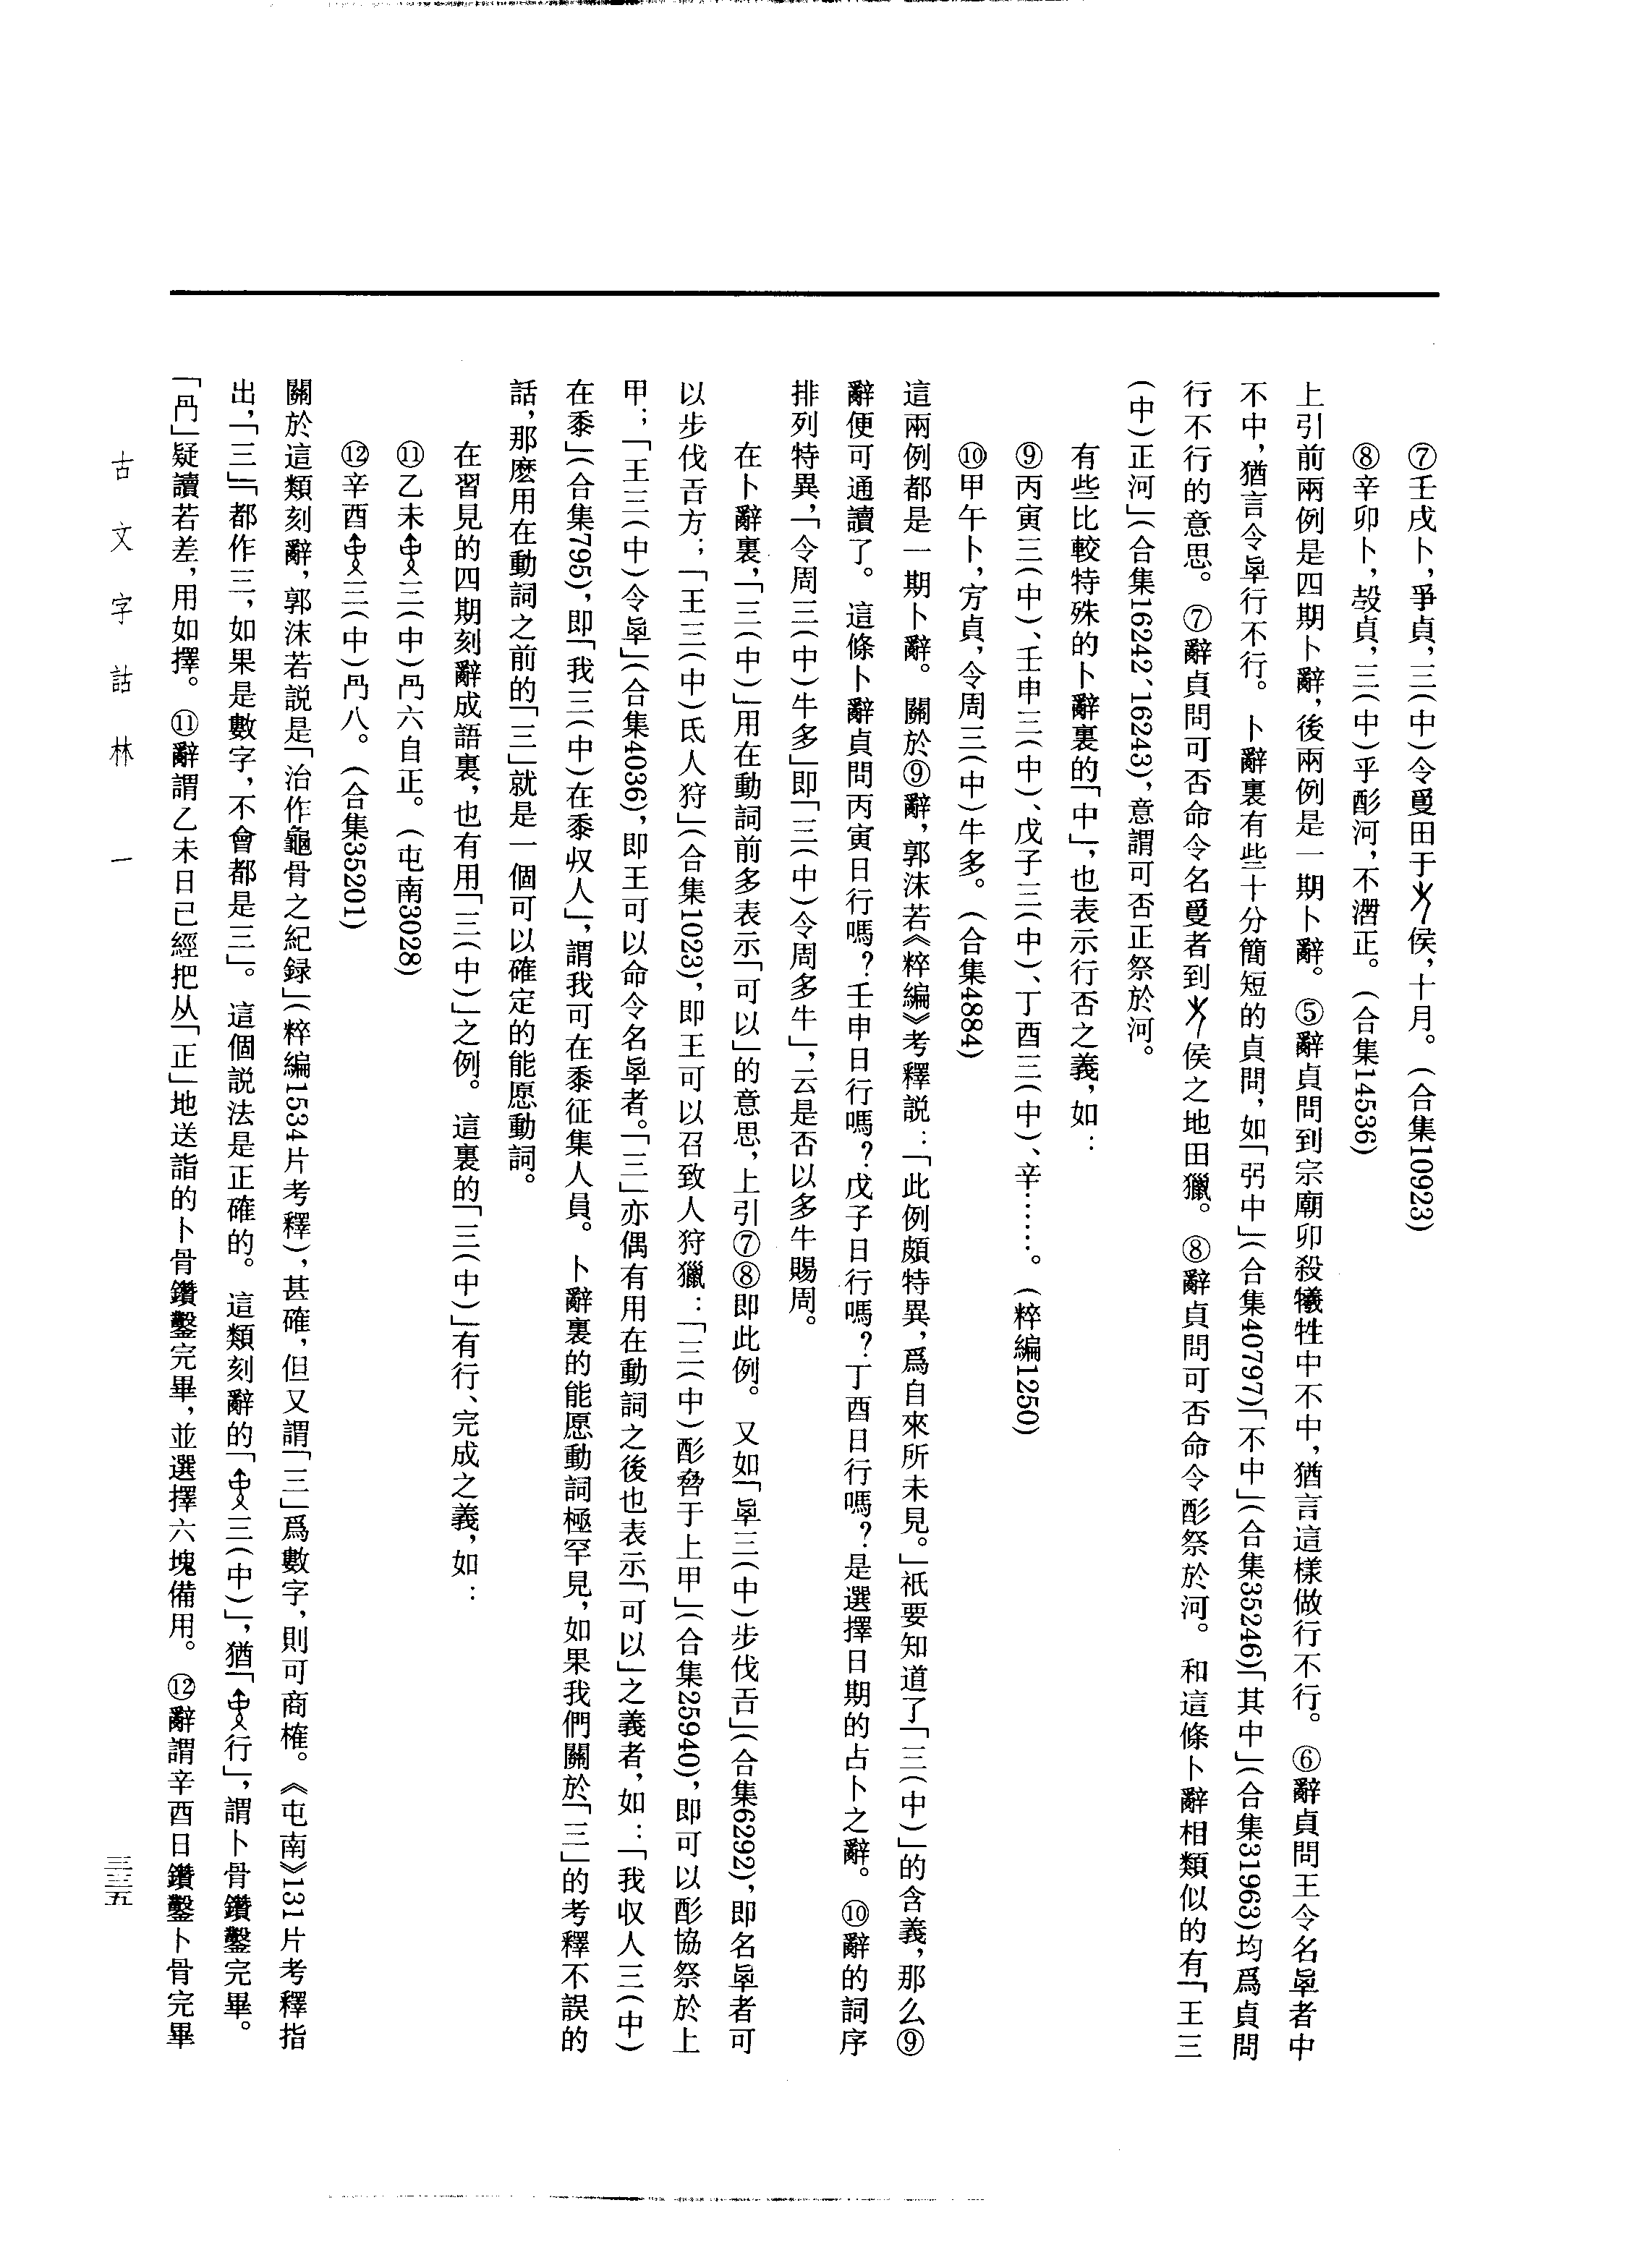 ⑦壬戌卜，爭貞，三（中）令𤰔田于侯，十月。（合集10923）
⑧辛卯卜，㱿貞，三（中）乎酌河，不潛正。（合集14536）
上引前兩例是四期卜辭，後兩例是一期卜辭。⑤辭貞問到宗廟卯殺犧牲中不中，猶言這樣做行不行。⑥辭貞問王令名𠦪者中
不中，猶言令𠦪行不行。卜辭裏有些十分簡短的貞問，如「弜中」（合集40797）「不中」（合集35246）「其中」（合集31963）均爲貞問
行不行的意思。⑦辭貞問可否命令名者到侯之地田獵。⑧辭貞問可否命令酌祭於河。和這條卜辭相類似的有「王三
（中）正河」（合集16242、16243），意謂可否正祭於河。
有些比較特殊的卜辭裏的「中」，也表示行否之義，如：
⑨丙寅三（中）、壬申三（中）、戊子三（中）、丁酉三（中）、辛……。（粹編1250）
⑩甲午卜，㝑貞，令周三（中）牛多。（合集4884）
這兩例都是一期卜辭。關於⑨辭，郭沫若《粹編》考釋説：「此例頗特異，爲自來所未見。」祇要知道了「三（中）」的含義，那么⑨
辭便可通讀了。這條卜辭貞問丙寅日行嗎？壬申日行嗎？戊子日行嗎？丁酉日行嗎？是選擇日期的占卜之辭。⑩辭的詞序
排列特異，「令周三（中）牛多」即「三（中）令周多牛」，云是否以多牛賜周。
在卜辭裏，「三（中）」用在動詞前多表示「可以」的意思，上引⑦⑧即此例。又如「𠦪三（中）步伐𢀛」（合集6292），即名𠦪者可
以步伐𢀛方；「王三（中）氐人狩」（合集1023），即王可以召致人狩獵：「三（中）酌叠于上甲」（合集25940），即可以酌協祭於上
甲；「王三（中）令𠦪」（合集4036），即王可以命令名𠦪者。「三」亦偶有用在動詞之後也表示「可以」之義者，如：「我収人三（中）
在黍」（合集795），即「我三（中）在黍収人」，謂我可在黍征集人員。卜辭裏的能愿動詞極罕見，如果我們關於「三」的考釋不誤的
話，那麽用在動詞之前的「三」就是一個可以確定的能愿動詞。
在習見的四期刻辭成語裏，也有用「三（中）」之例。這裏的「三（中）」有行、完成之義，如：
⑪乙未三（中）冎六自正。（屯南3028）
⑫辛酉三（中）冎八。（合集35201）
關於這類刻辭，郭沫若説是「治作龜骨之紀録」（粹編1534片考釋），甚確，但又謂「三」爲數字，則可商榷。《屯南》131片考釋指
出，「三」「都作三，如果是數字，不會都是三」。這個説法是正確的。這類刻辭的「三（中）」，猶「行」，謂卜骨鑽鑿完畢。
「冎」疑讀若差，用如擇。⑪辭謂乙未日已經把从「正」地送詣的卜骨鑽鑿完畢，並選擇六塊備用。⑫辭謂辛酉日鑽鑿卜骨完畢
古文字詁林 一
三三五